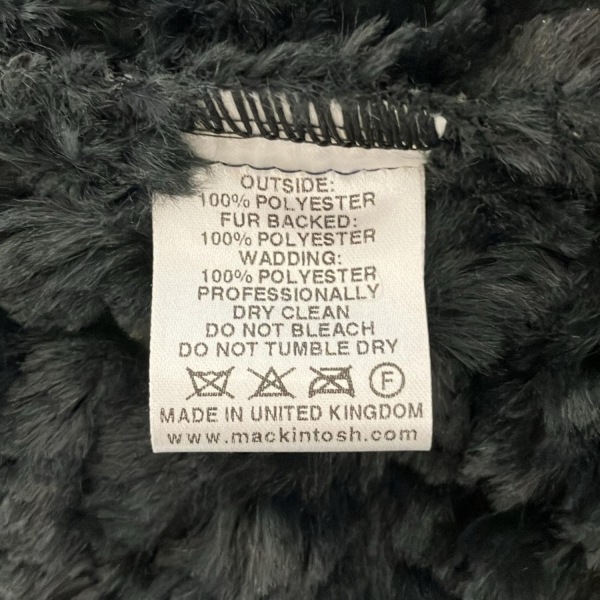 OUTSIDE:
100% POLYESTER
FUR BACKED:
100% POLYESTER
WADDING:
100% POLYESTER
PROFESSIONALLY
DRY CLEAN
DO NOT BLEACH
DO NOT TUMBLE DRY
F
MADE IN UNITED KINGDOM
www.mackintosh.com